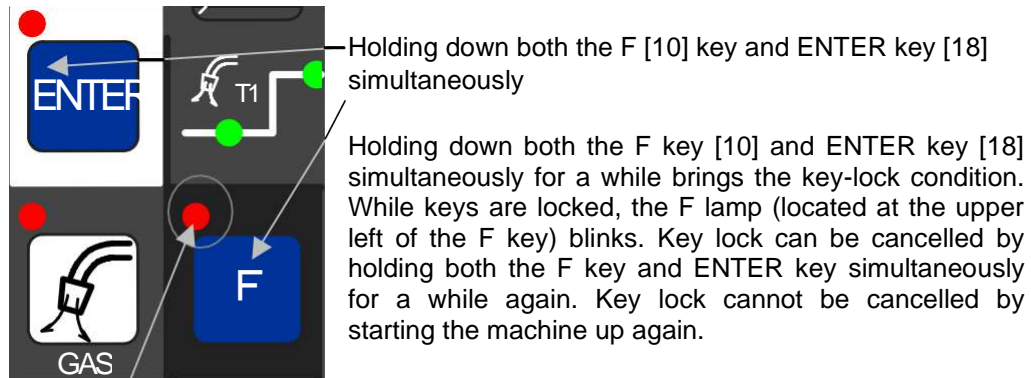 ENTER
T1
GAS
F
Holding down both the F [10] key and ENTER key [18]
simultaneously
Holding down both the F key [10] and ENTER key [18]
simultaneously for a while brings the key-lock condition.
While keys are locked, the F lamp (located at the upper
left of the F key) blinks. Key lock can be cancelled by
holding both the F key and ENTER key simultaneously
for a while again. Key lock cannot be cancelled by
starting the machine up again.